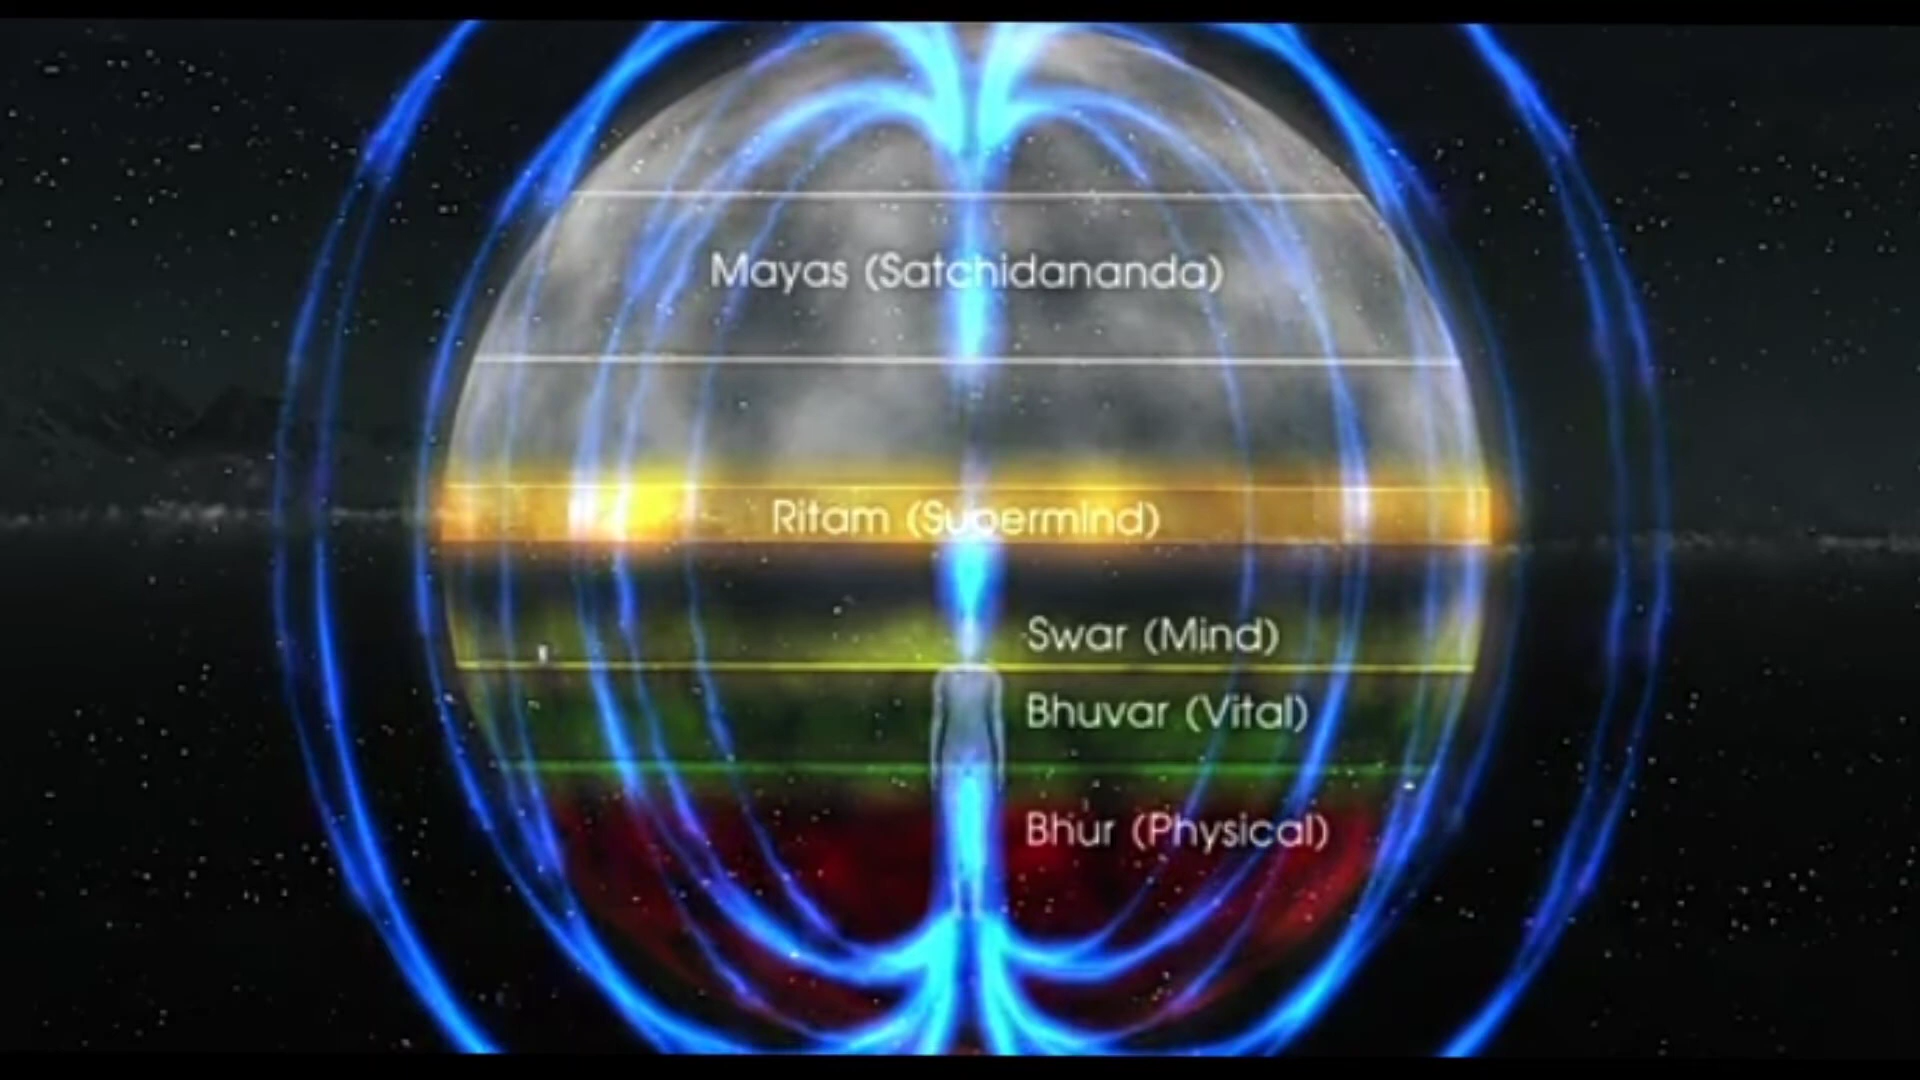 Mayas (Satchidananda)
Ritam (Supermind)
Swar (Mind)
Bhuvar (Vital)
Bhur (Physical)